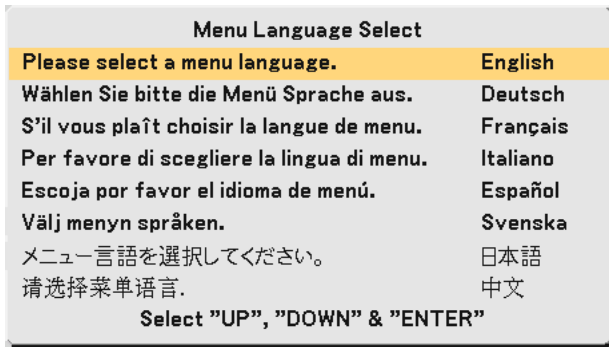 Menu Language Select
Please select a menu language. English
Wählen Sie bitte die Menü Sprache aus. Deutsch
S'il vous plaît choisir la langue de menu. Français
Per favore di scegliere la lingua di menu. Italiano
Escoja por favor el idioma de menú. Español
Välj menyn språken. Svenska
メニュー言語を選択してください。 日本語
请选择菜单语言. 中文
Select "UP", "DOWN" & "ENTER"